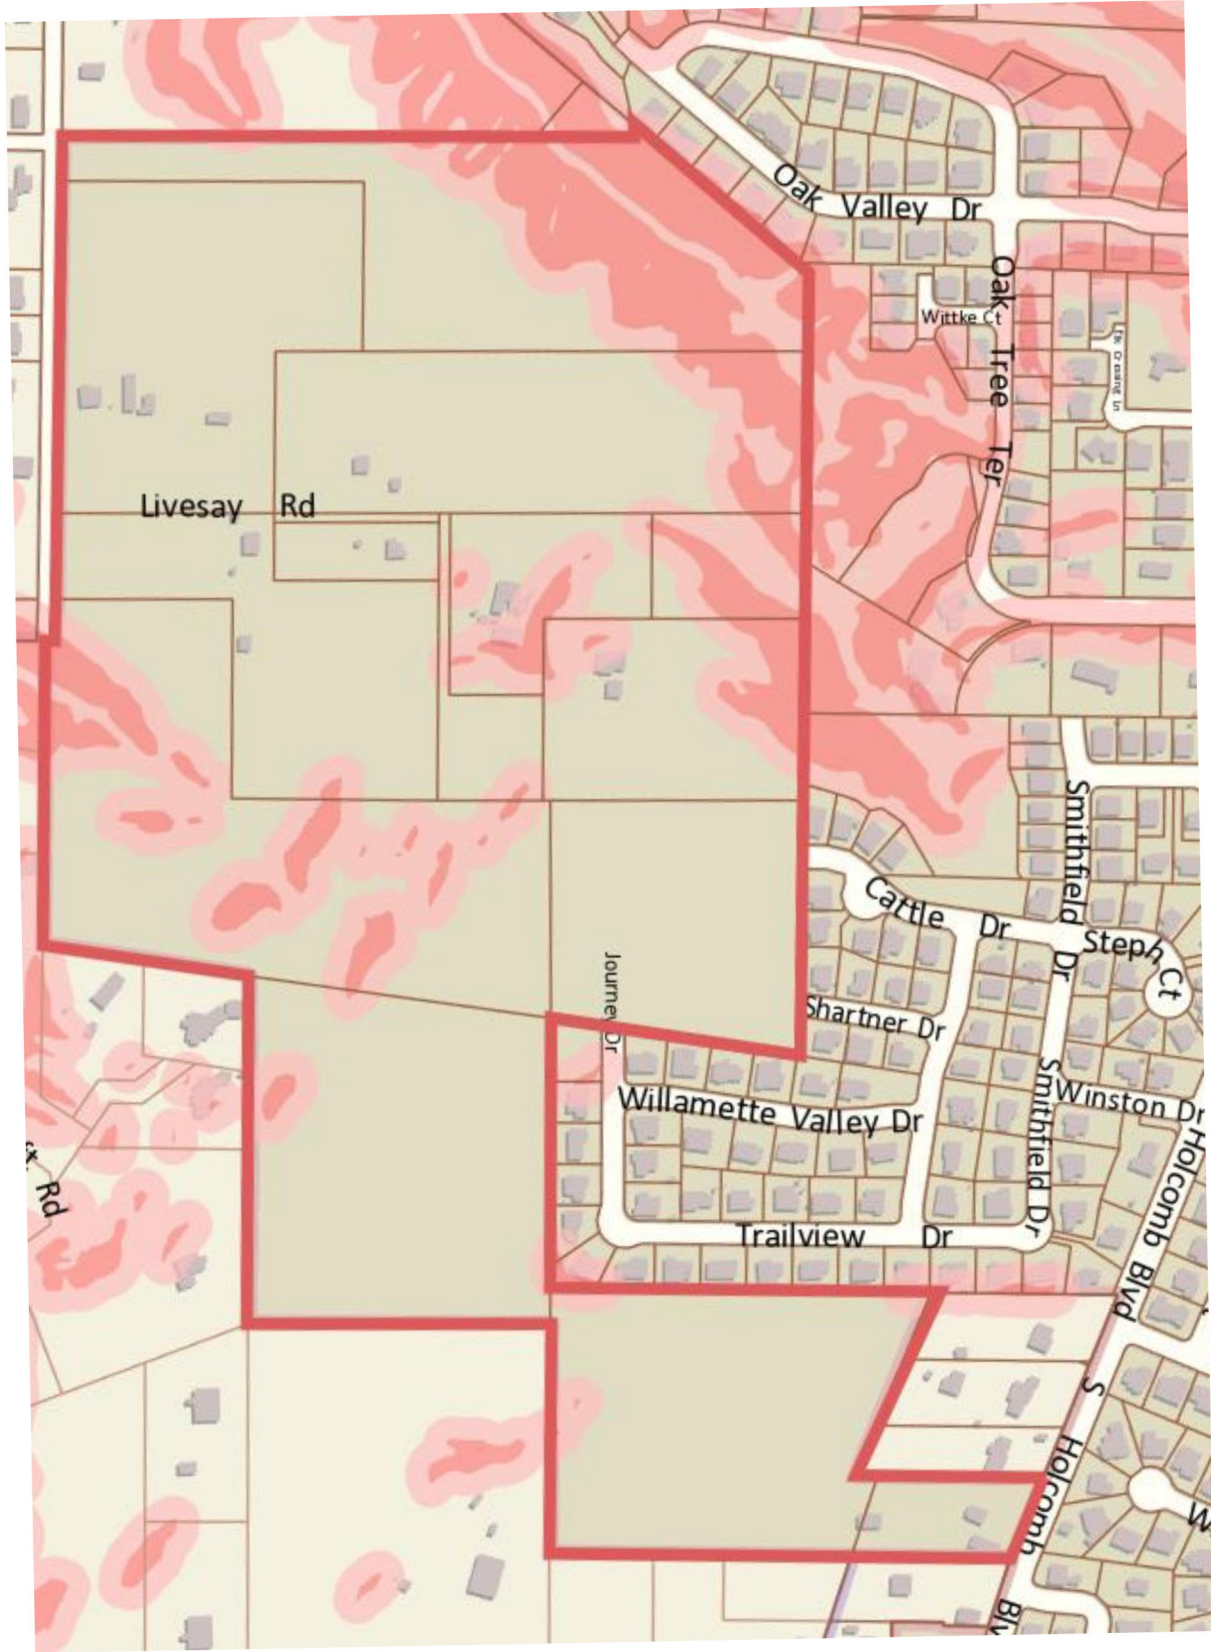 Oak Valley Dr
Oak Tree Ter
Wittke Ct
Livesay Rd
Smithfield Dr
Cattle Dr
Steph Ct
Journey Dr
Shartner Dr
Smithfield Dr
Winston Dr
Willamette Valley Dr
Holcomb Blvd
Rd
Trailview Dr
S Holcomb Blv
W